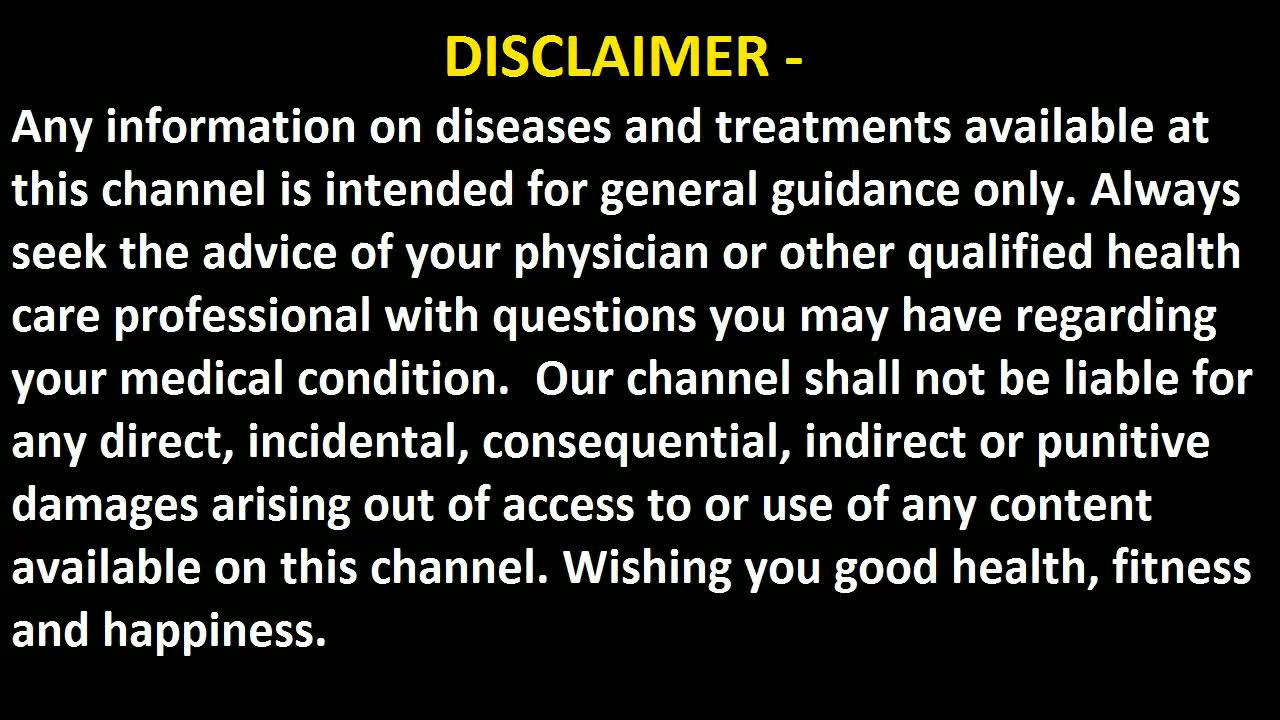 DISCLAIMER -
Any information on diseases and treatments available at
this channel is intended for general guidance only. Always
seek the advice of your physician or other qualified health
care professional with questions you may have regarding
your medical condition.  Our channel shall not be liable for
any direct, incidental, consequential, indirect or punitive
damages arising out of access to or use of any content
available on this channel. Wishing you good health, fitness
and happiness.